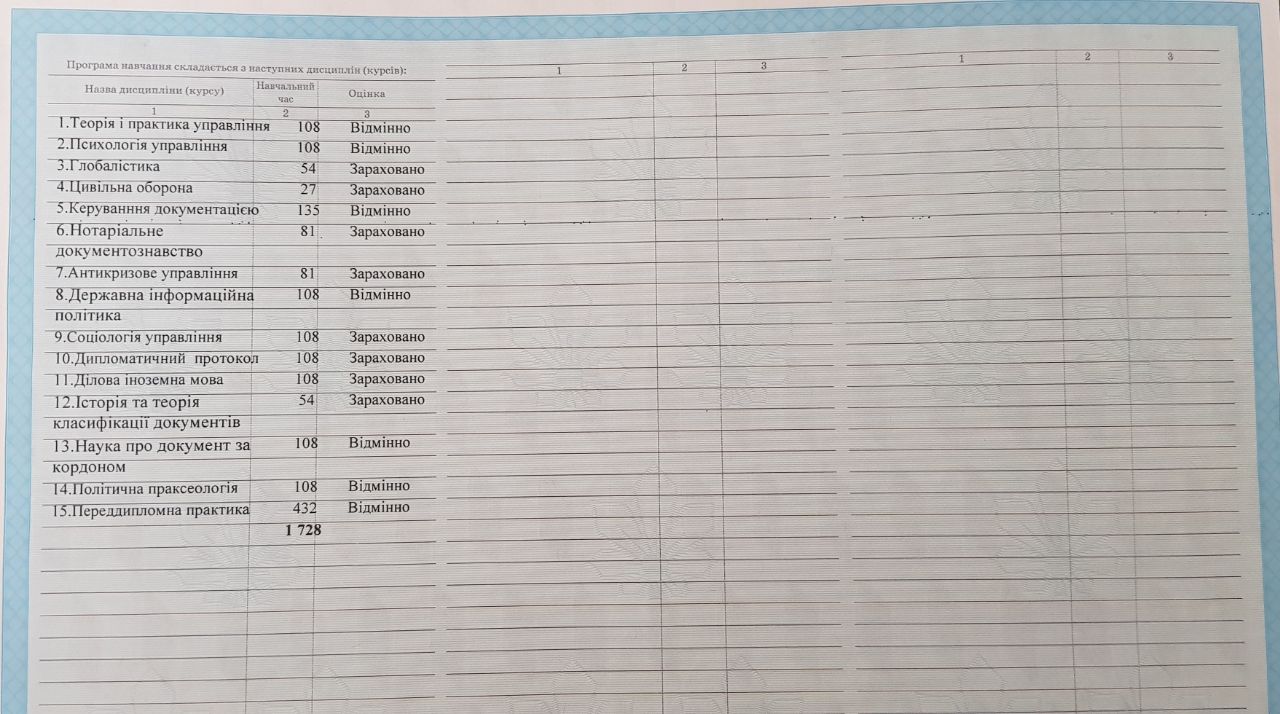 Програма навчання складається з наступних дисциплін (курсів):
Назва дисципліни (курсу) Навчальний час Оцінка
1 2 3
1.Теорія і практика управління 108 Відмінно
2.Психологія управління 108 Відмінно
3.Глобалістика 54 Зараховано
4.Цивільна оборона 27 Зараховано
5.Керуванння документацією 135 Відмінно
6.Нотаріальне 81 Зараховано
документознавство
7.Антикризове управління 81 Зараховано
8.Державна інформаційна 108 Відмінно
політика
9.Соціологія управління 108 Зараховано
10.Дипломатичний протокол 108 Зараховано
11.Ділова іноземна мова 108 Зараховано
12.Історія та теорія 54 Зараховано
класифікації документів
13.Наука про документ за 108 Відмінно
кордоном
14.Політична праксеологія 108 Відмінно
15.Переддипломна практика 432 Відмінно
1 728
1 2 3
1 2 3